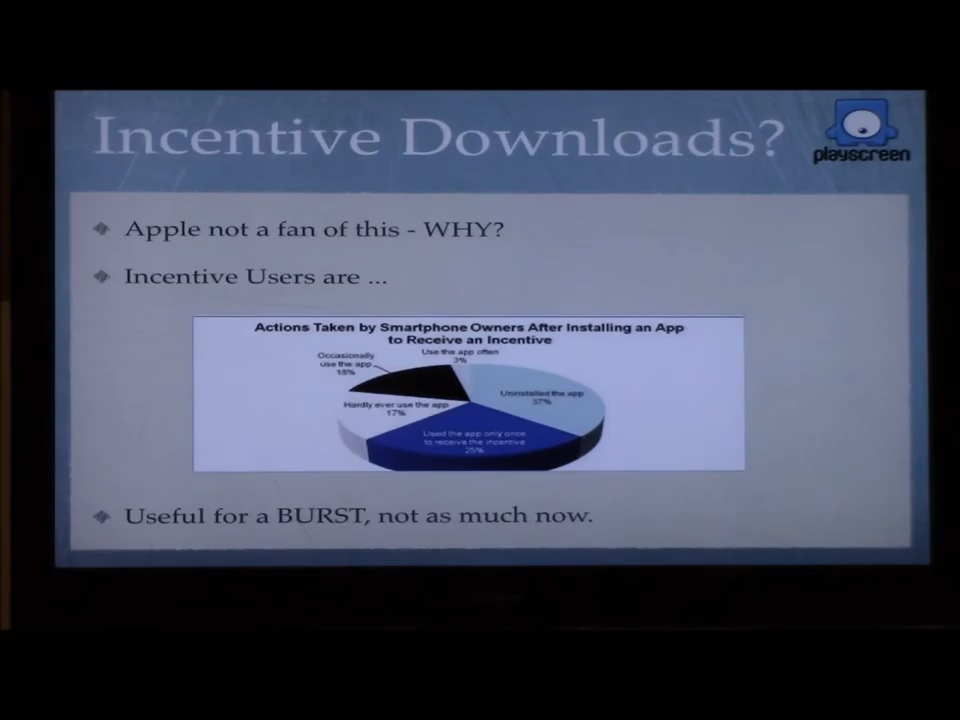 Incentive Downloads?
playscreen
Apple not a fan of this - WHY?
Incentive Users are ...
Actions Taken by Smartphone Owners After Installing an App
to Receive an Incentive
Use the app often
3%
Occasionally
use the app
18%
Uninstalled the app
37%
Hardly ever use the app
17%
Used the app only once
to receive the incentive
25%
Useful for a BURST, not as much now.